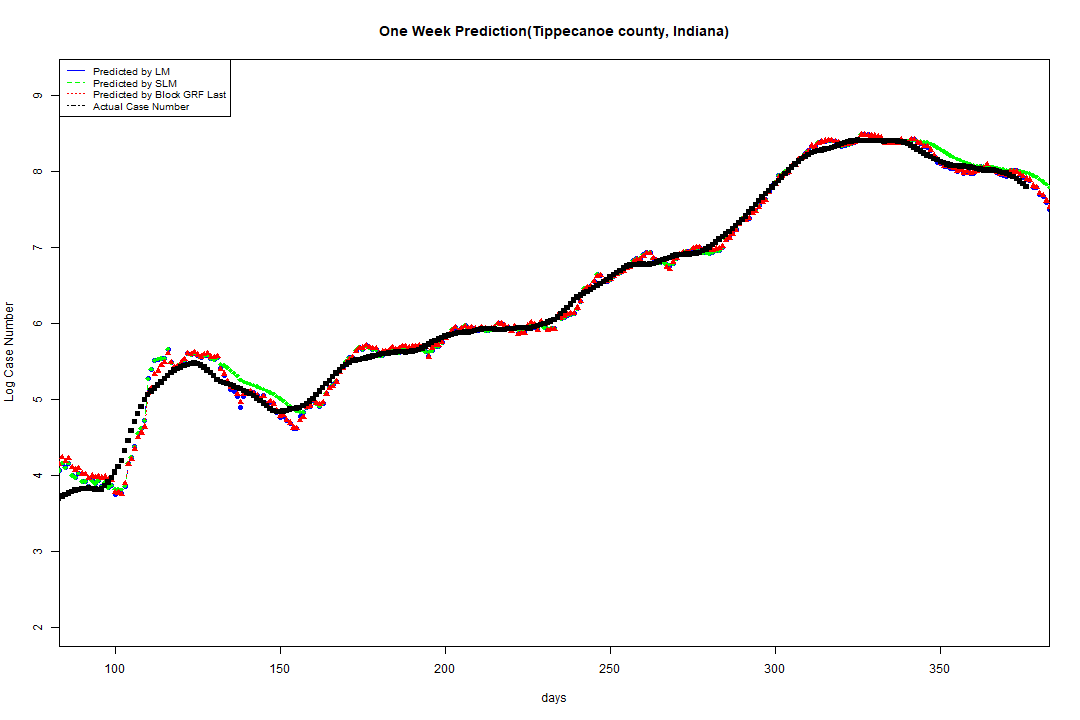 One Week Prediction(Tippecanoe county, Indiana)
Predicted by LM
Predicted by SLM
Predicted by Block GRF Last
Actual Case Number
9
8
7
6
5
4
3
2
Log Case Number
100 150 200 250 300 350
days